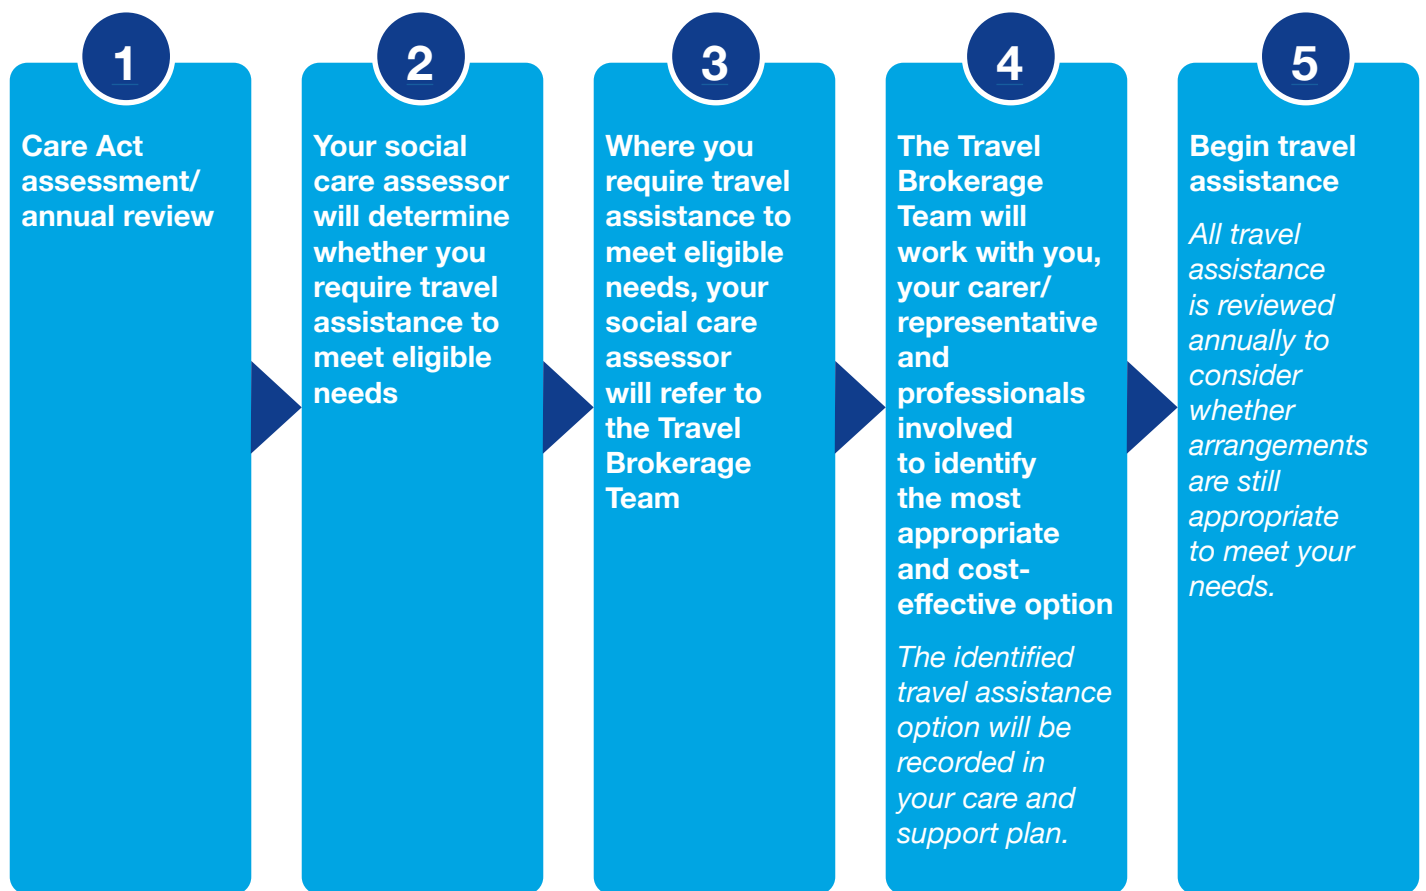 1
Care Act
assessment/
annual review
2
Your social
care assessor
will determine
whether you
require travel
assistance to
meet eligible
needs
3
Where you
require travel
assistance to
meet eligible
needs, your
social care
assessor
will refer to
the Travel
Brokerage
Team
4
The Travel
Brokerage
Team will
work with you,
your carer/
representative
and
professionals
involved
to identify
the most
appropriate
and cost-
effective option
The identified
travel assistance
option will be
recorded in
your care and
support plan.
5
Begin travel
assistance
All travel
assistance
is reviewed
annually to
consider
whether
arrangements
are still
appropriate
to meet your
needs.